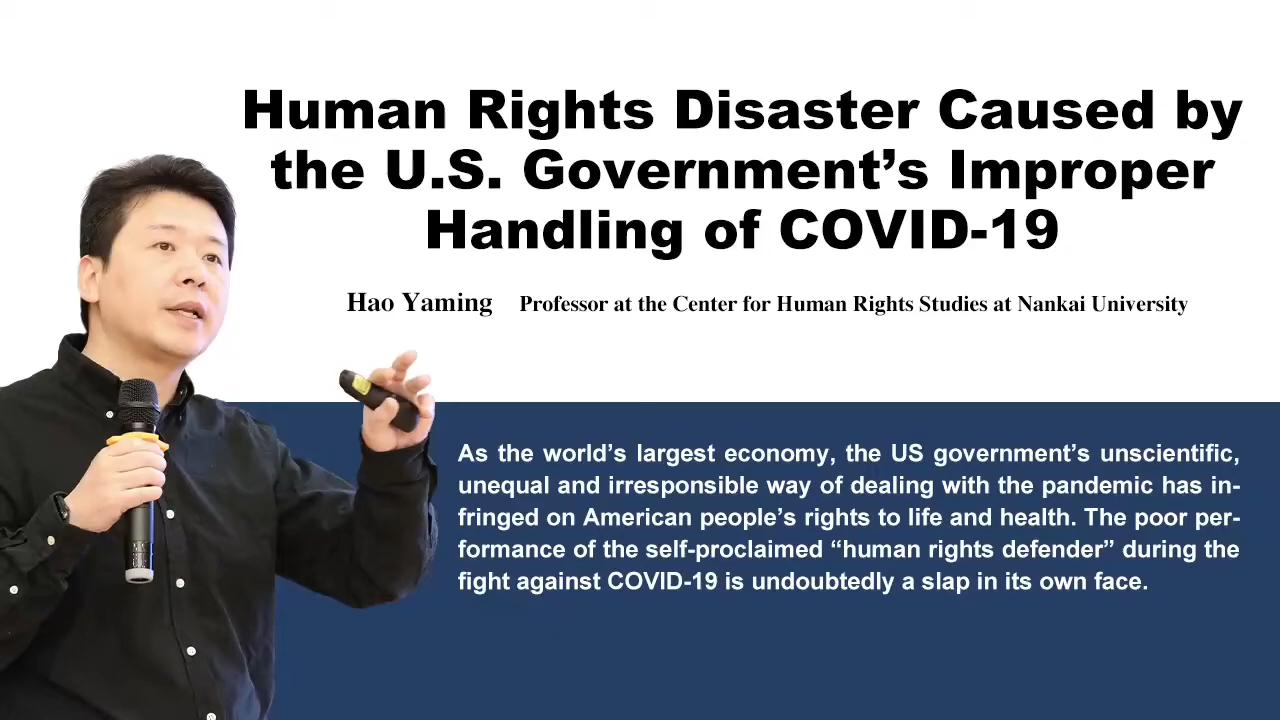 Human Rights Disaster Caused by
the U.S. Government’s Improper
Handling of COVID-19
Hao Yaming Professor at the Center for Human Rights Studies at Nankai University
As the world’s largest economy, the US government’s unscientific,
unequal and irresponsible way of dealing with the pandemic has in-
fringed on American people’s rights to life and health. The poor per-
formance of the self-proclaimed “human rights defender” during the
fight against COVID-19 is undoubtedly a slap in its own face.